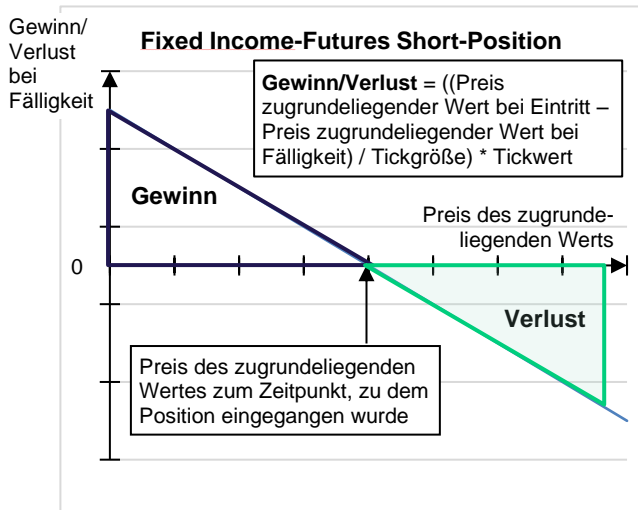 Gewinn/
Verlust
bei
Fälligkeit
Fixed Income-Futures Short-Position
Gewinn/Verlust = ((Preis
zugrundeliegender Wert bei Eintritt –
Preis zugrundeliegender Wert bei
Fälligkeit) / Tickgröße) * Tickwert
Gewinn
Preis des zugrunde-
liegenden Werts
0
Verlust
Preis des zugrundeliegenden
Wertes zum Zeitpunkt, zu dem
Position eingegangen wurde